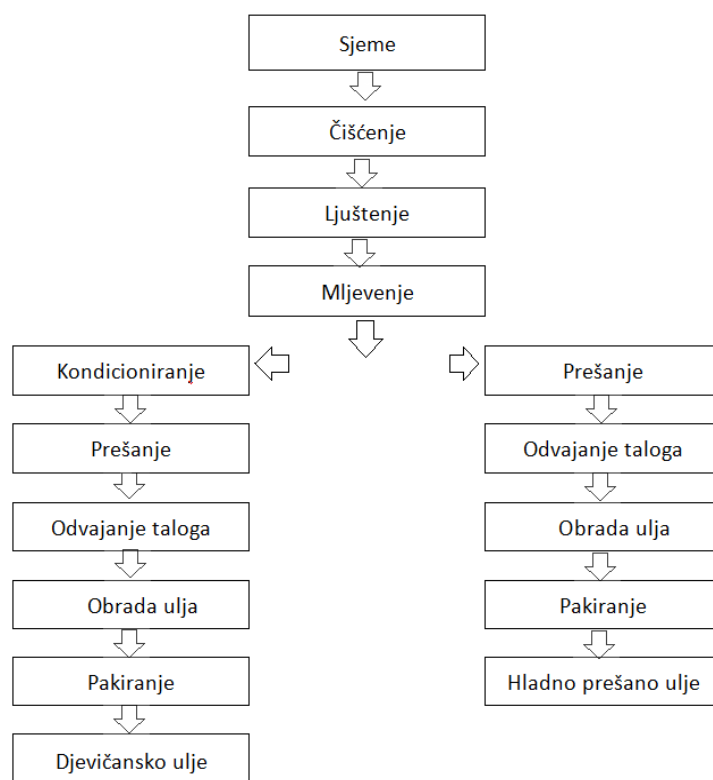 Sjeme
Čišćenje
Ljuštenje
Mljevenje
Kondicioniranje
Prešanje
Odvajanje taloga
Obrada ulja
Pakiranje
Djevičansko ulje
Prešanje
Odvajanje taloga
Obrada ulja
Pakiranje
Hladno prešano ulje